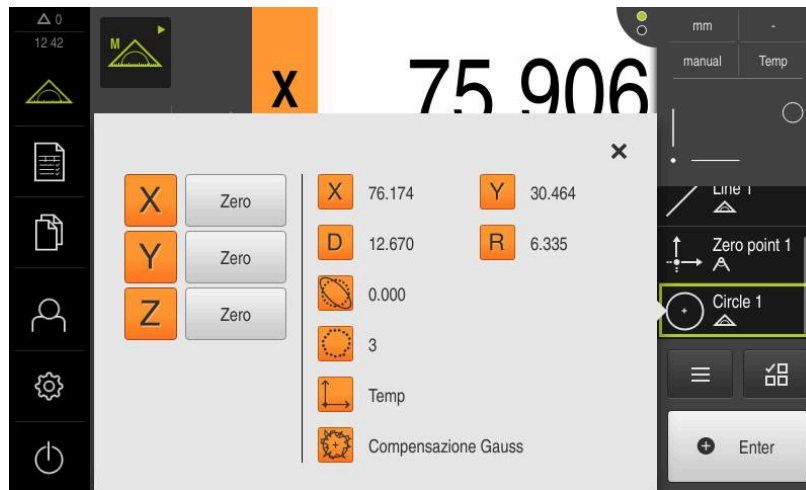 0
12 42
M
X
75.906
mm -
manual Temp
X Zero
Y Zero
Z Zero
X 76.174 Y 30.464
D 12.670 R 6.335
0.000
3
Temp
Compensazione Gauss
Line 1
Zero point 1
Circle 1
Enter